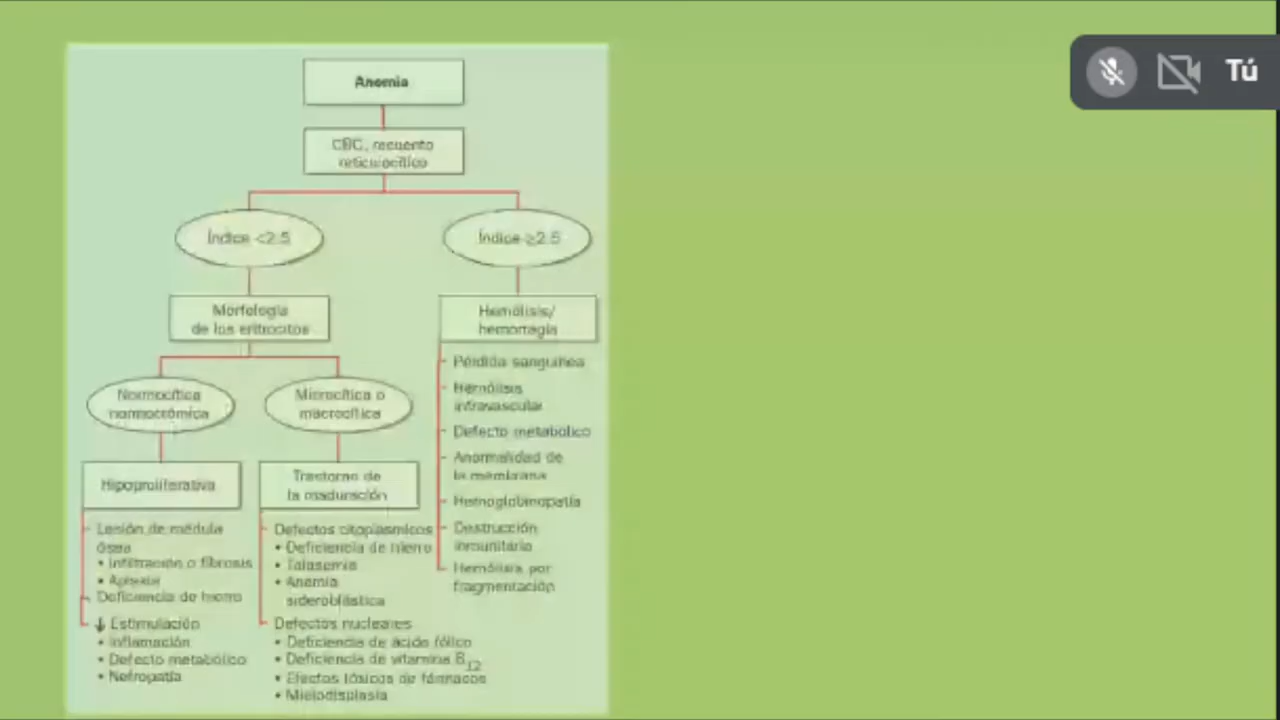 Anemia
CBC, recuento
reticulocítico
Índice <2.5
Índice ≥2.5
Morfología
de los eritrocitos
Hemólisis/
hemorragia
Normocítica
normocrómica
Microcítica o
macrocítica
Hipoproliferativa
Lesión de médula
ósea
• Infiltración o fibrosis
• Aplasia
Deficiencia de hierro
↓ Estimulación
• Inflamación
• Defecto metabólico
• Nefropatía
Trastorno de
la maduración
Defectos citoplásmicos
• Deficiencia de hierro
• Talasemia
• Anemia
sideroblástica
Defectos nucleares
• Deficiencia de ácido fólico
• Deficiencia de vitamina B12
• Efectos tóxicos de fármacos
• Mielodisplasia
Pérdida sanguínea
Hemólisis
intravascular
Defecto metabólico
Anormalidad de
la membrana
Hemoglobinopatía
Destrucción
inmunitaria
Hemólisis por
fragmentación
Tú